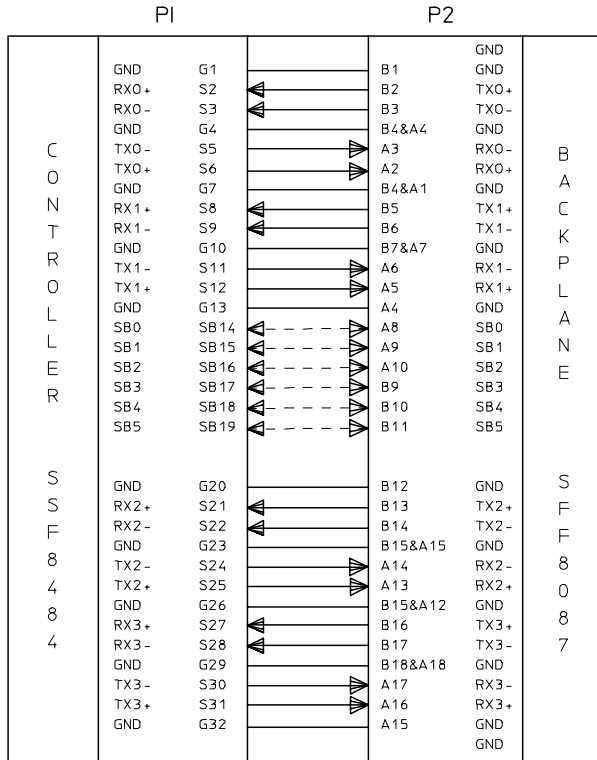 P1 P2
GND
GND G1 B1 GND
RX0+ S2 B2 TX0+
RX0- S3 B3 TX0-
GND G4 B4&A4 GND
TX0- S5 A3 RX0-
TX0+ S6 A2 RX0+
GND G7 B4&A1 GND
RX1+ S8 B5 TX1+
RX1- S9 B6 TX1-
GND G10 B7&A7 GND
TX1- S11 A6 RX1-
TX1+ S12 A5 RX1+
GND G13 A4 GND
SB0 SB14 A8 SB0
SB1 SB15 A9 SB1
SB2 SB16 A10 SB2
SB3 SB17 B9 SB3
SB4 SB18 B10 SB4
SB5 SB19 B11 SB5
GND G20 B12 GND
RX2+ S21 B13 TX2+
RX2- S22 B14 TX2-
GND G23 B15&A15 GND
TX2- S24 A14 RX2-
TX2+ S25 A13 RX2+
GND G26 B15&A12 GND
RX3+ S27 B16 TX3+
RX3- S28 B17 TX3-
GND G29 B18&A18 GND
TX3- S30 A17 RX3-
TX3+ S31 A16 RX3+
GND G32 A15 GND
GND
CONTROLLER
SSF8484
BACKPLANE
SFF8087